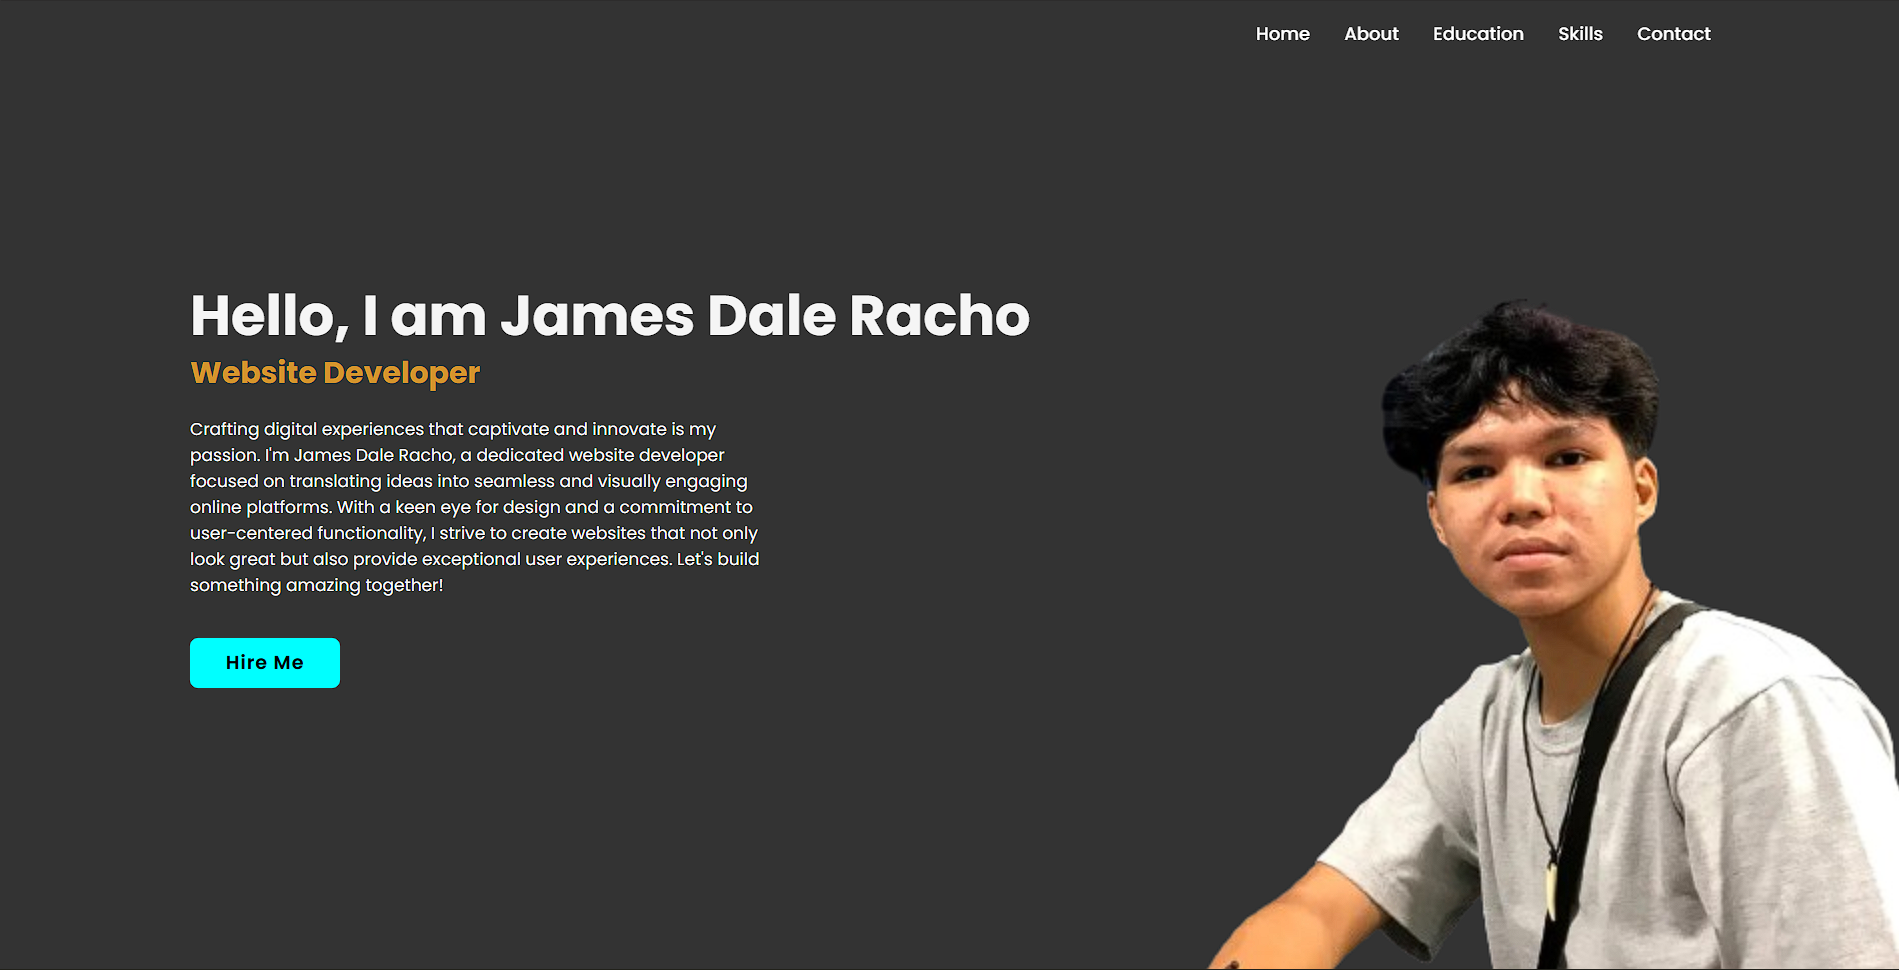 Home About Education Skills Contact
Hello, I am James Dale Racho
Website Developer
Crafting digital experiences that captivate and innovate is my
passion. I'm James Dale Racho, a dedicated website developer
focused on translating ideas into seamless and visually engaging
online platforms. With a keen eye for design and a commitment to
user-centered functionality, I strive to create websites that not only
look great but also provide exceptional user experiences. Let's build
something amazing together!
Hire Me